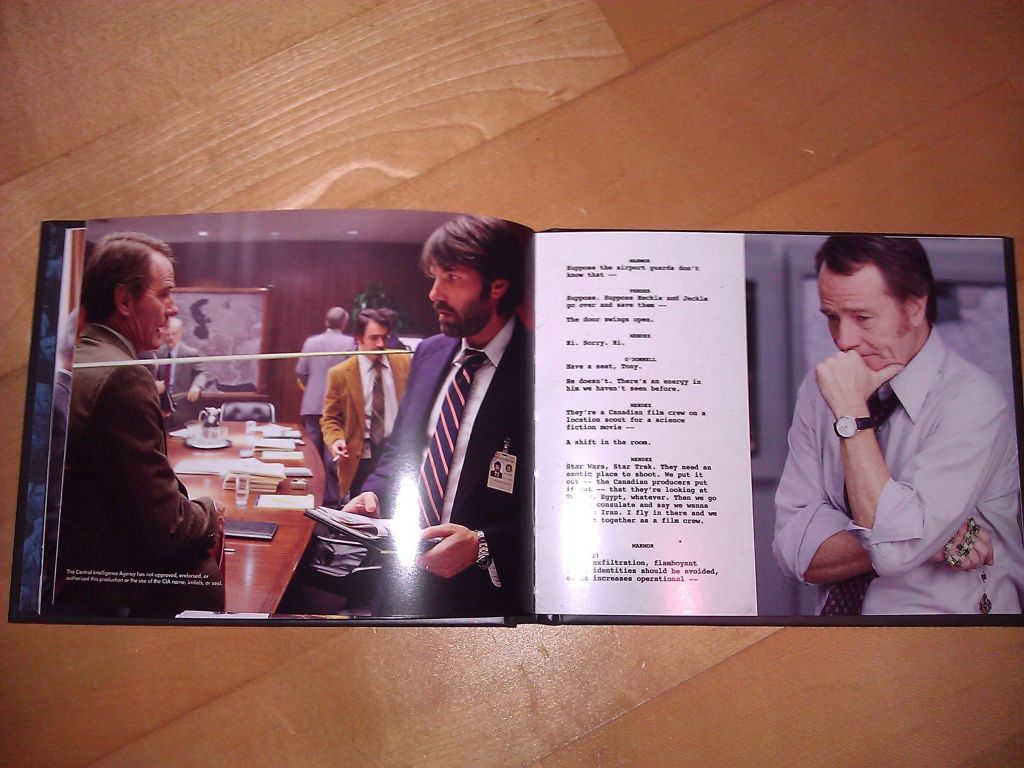 The Central Intelligence Agency has not approved, endorsed, or
authorized this production or the use of the CIA name, initials, or seal.
MARMOR
Suppose the airport guards don't
know that --
PENDER
Suppose. Suppose Heckle and Jeckle
go over and save them --
The door swings open.
MENDEZ
Hi. Sorry. Hi.
O'DONNELL
Have a seat, Tony.
He doesn't. There's an energy in
him we haven't seen before.
MENDEZ
They're a Canadian film crew on a
location scout for a science
fiction movie --
A shift in the room.
MENDEZ
Star Wars, Star Trek. They need an
exotic place to shoot. We put it
out -- the Canadian producers put
it out -- that they're looking at
Egypt, whatever. Then we go
consulate and say we wanna
Iran. I fly in there and we
together as a film crew.
MARMOR
exfiltration, flamboyant
identities should be avoided,
increases operational --